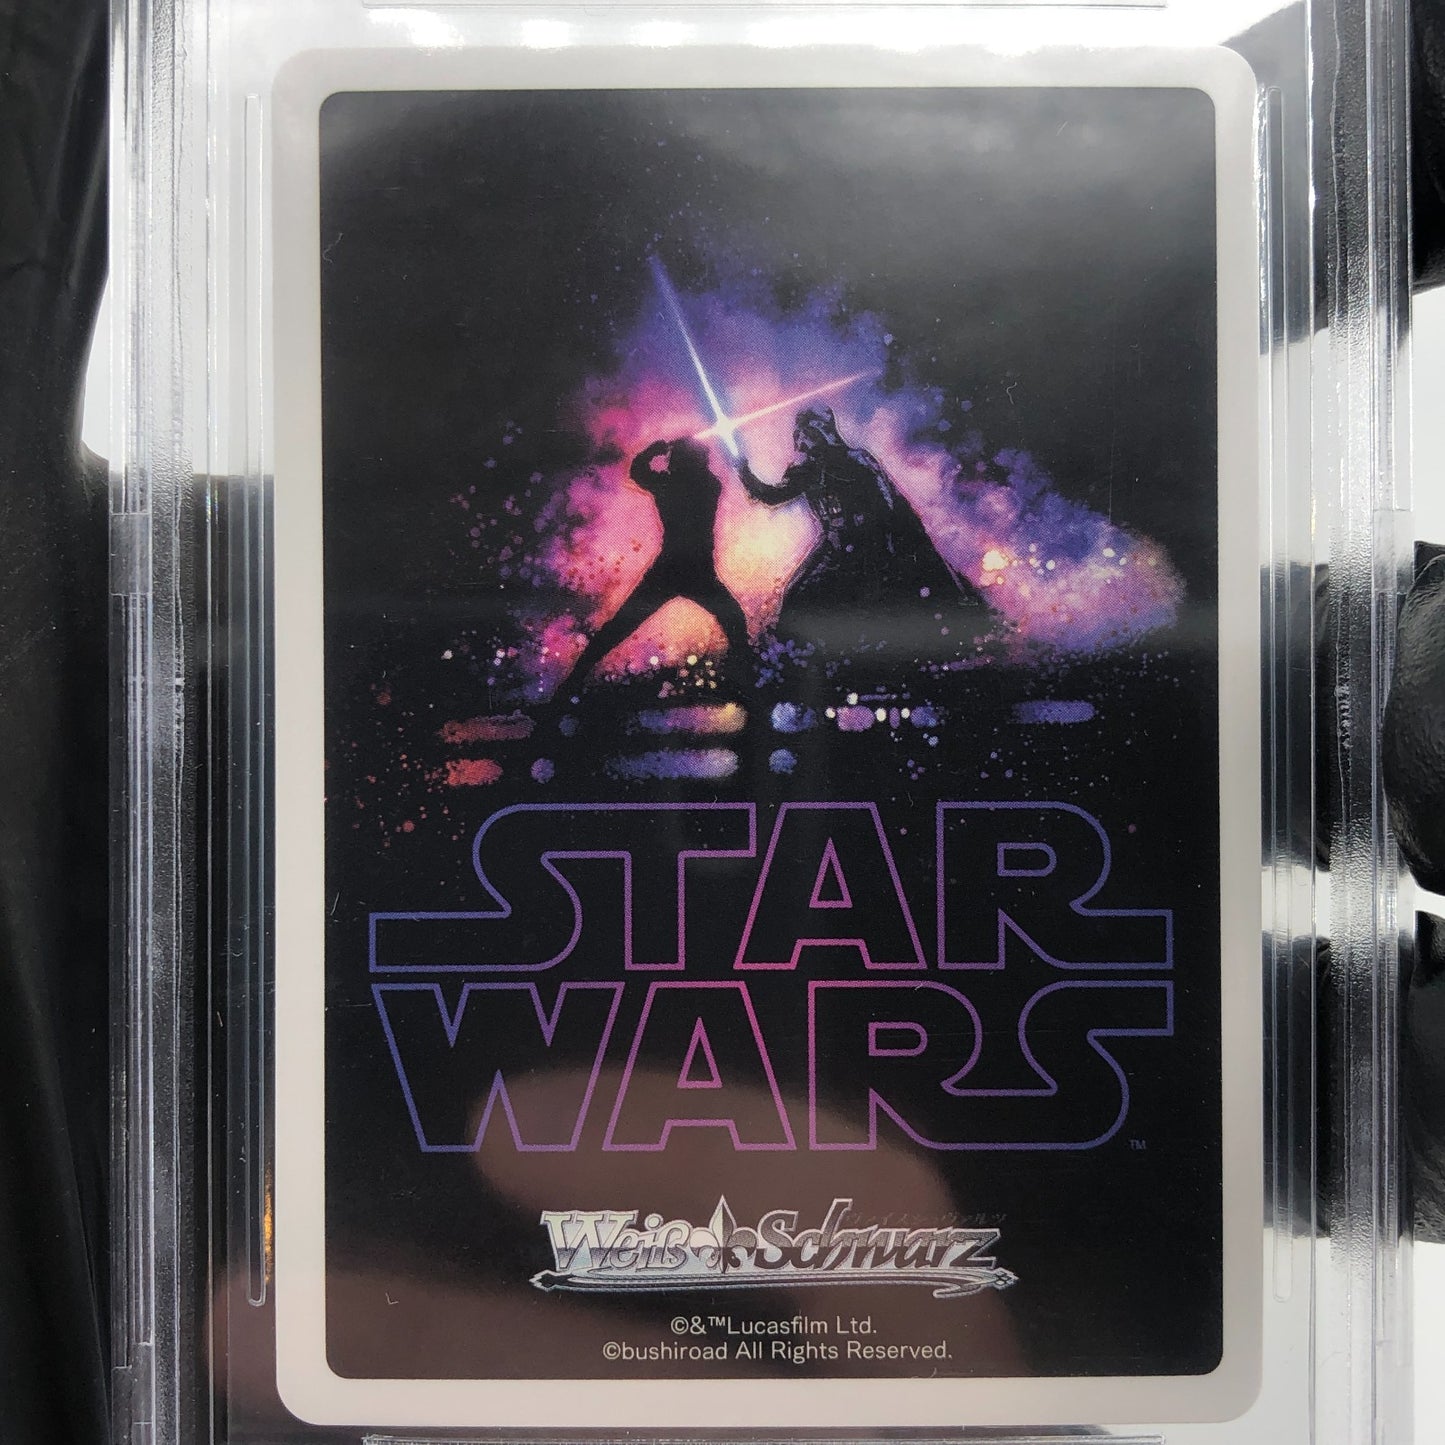 STAR
WARS
™
Weiß Schwarz
©&™Lucasfilm Ltd.
©bushiroad All Rights Reserved.